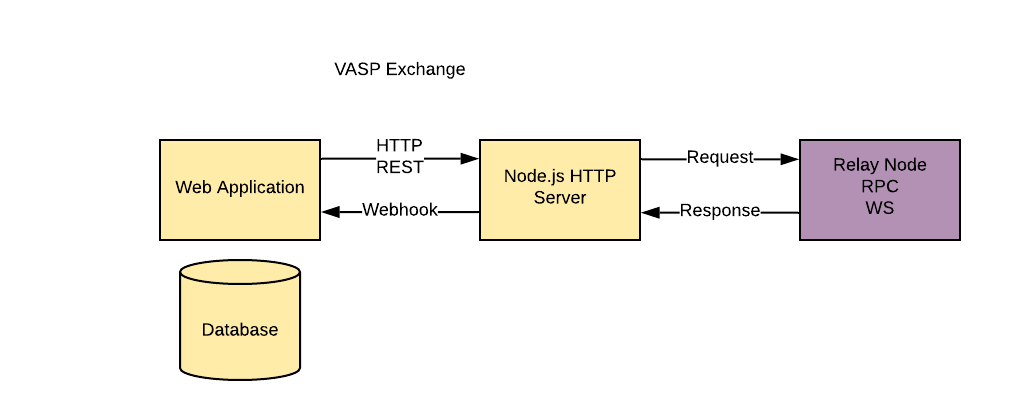 VASP Exchange
Web Application
HTTP
REST
Webhook
Node.js HTTP
Server
Request
Response
Relay Node
RPC
WS
Database